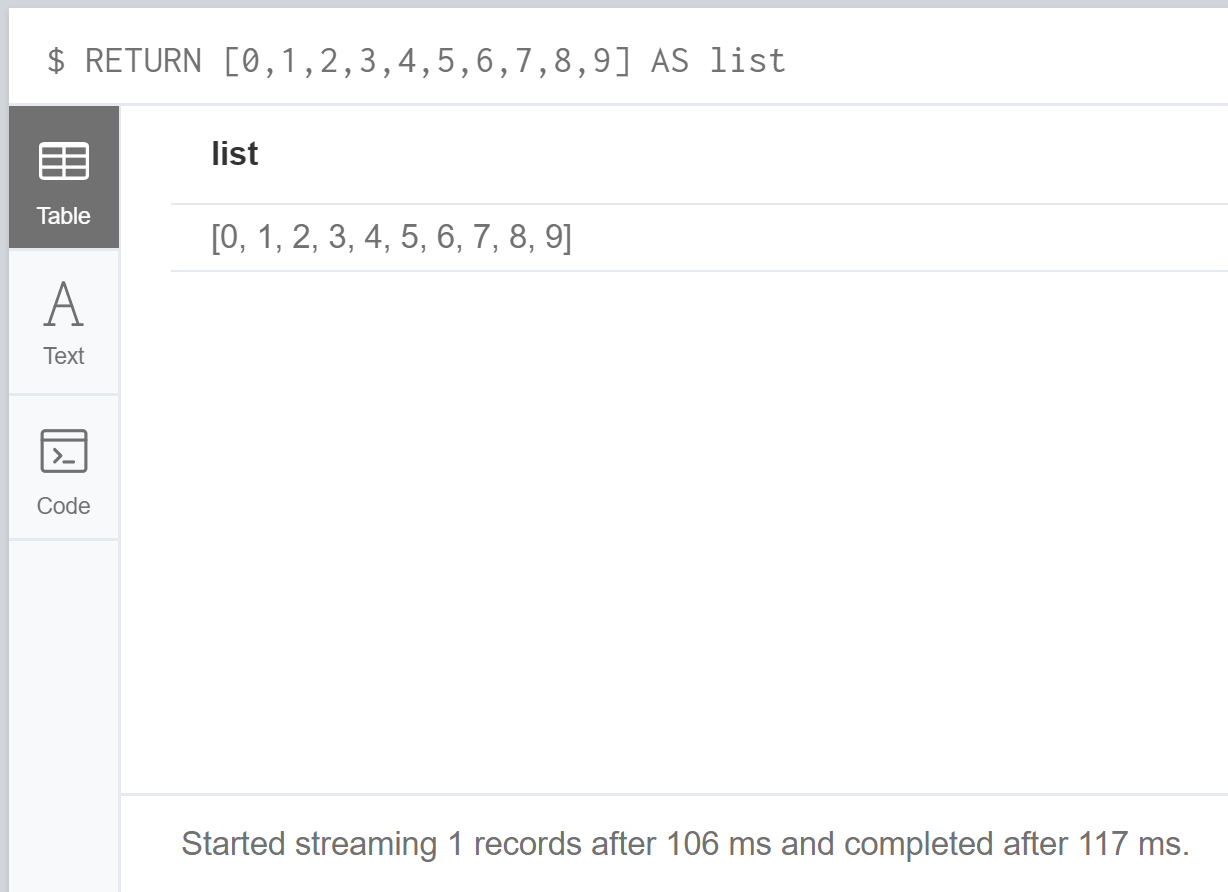 $ RETURN [0,1,2,3,4,5,6,7,8,9] AS list
list
[0, 1, 2, 3, 4, 5, 6, 7, 8, 9]
Table
A
Text
>_
Code
Started streaming 1 records after 106 ms and completed after 117 ms.